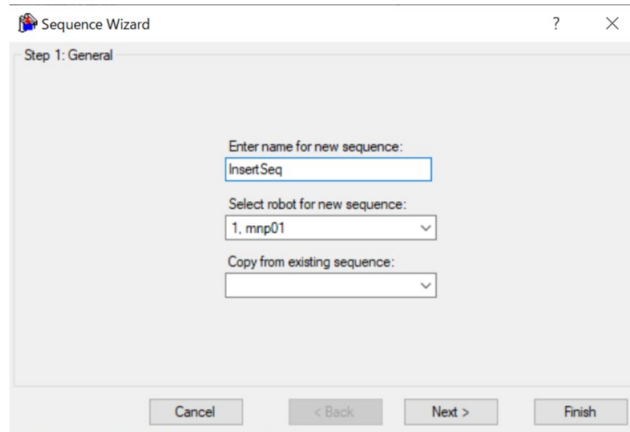 Sequence Wizard
?
Step 1: General
Enter name for new sequence:
InsertSeq
Select robot for new sequence:
1, mnp01
Copy from existing sequence:
Cancel
< Back
Next >
Finish